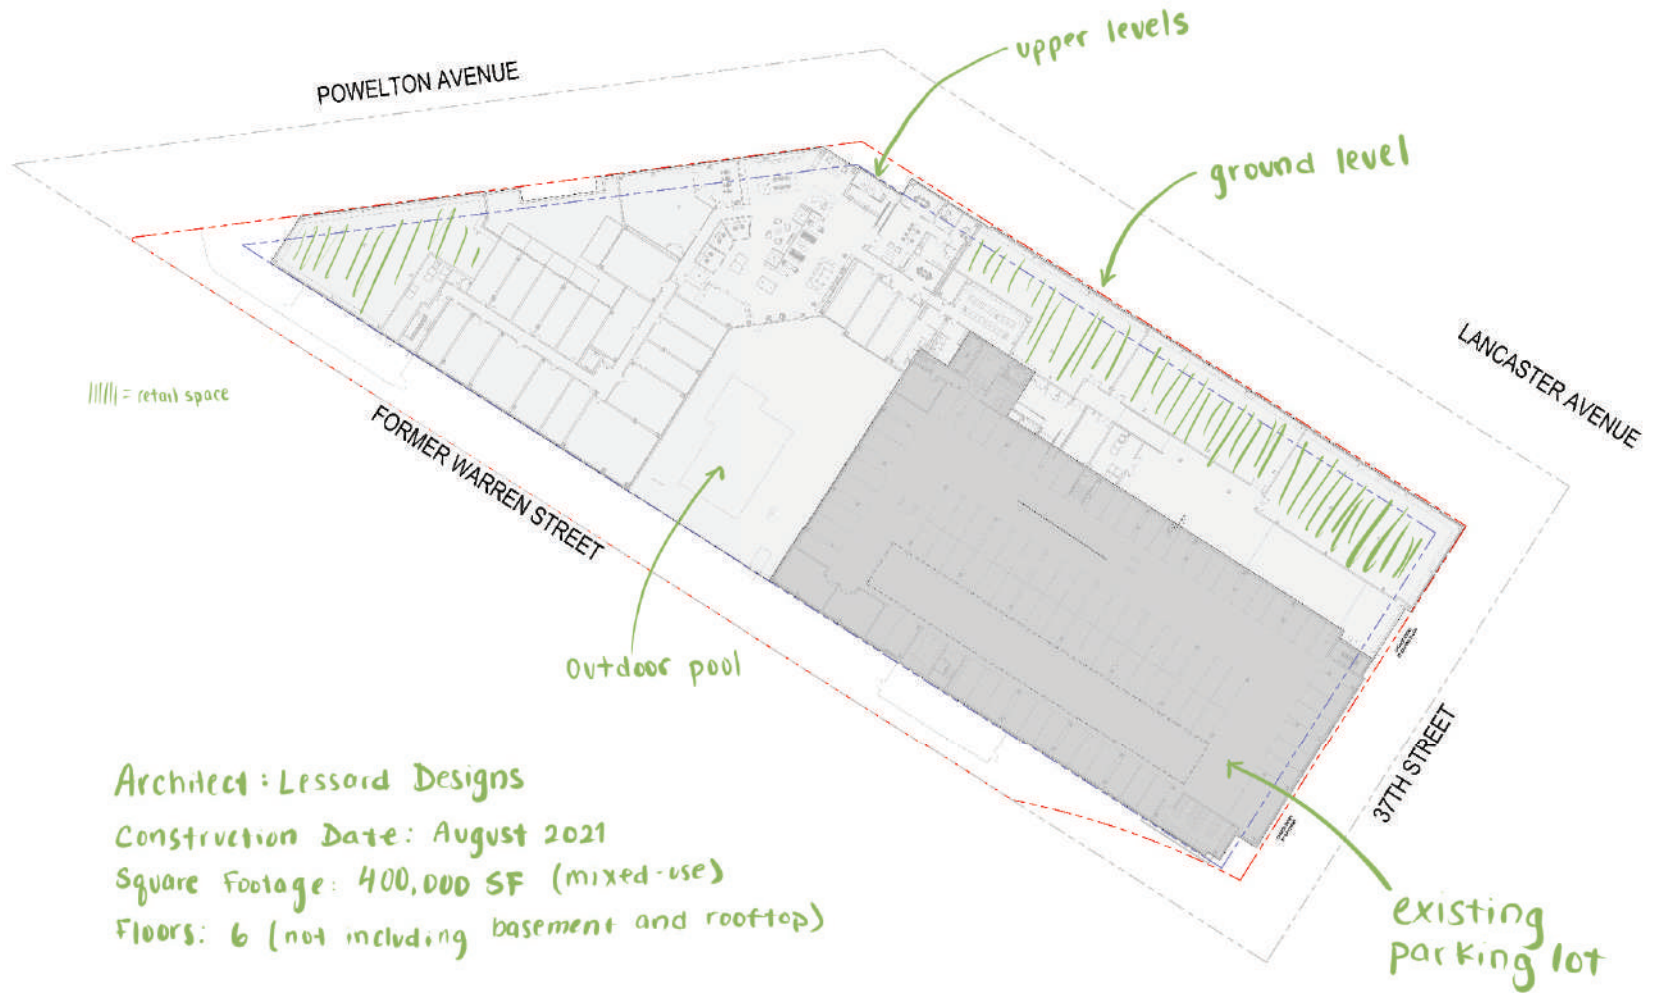 upper levels
POWELTON AVENUE
ground level
LANCASTER AVENUE
= retail space
FORMER WARREN STREET
outdoor pool
37TH STREET
Architect: Lessard Designs
Construction Date: August 2021
Square Footage: 400,000 SF (mixed-use)
Floors: 6 (not including basement and rooftop)
existing
parking lot